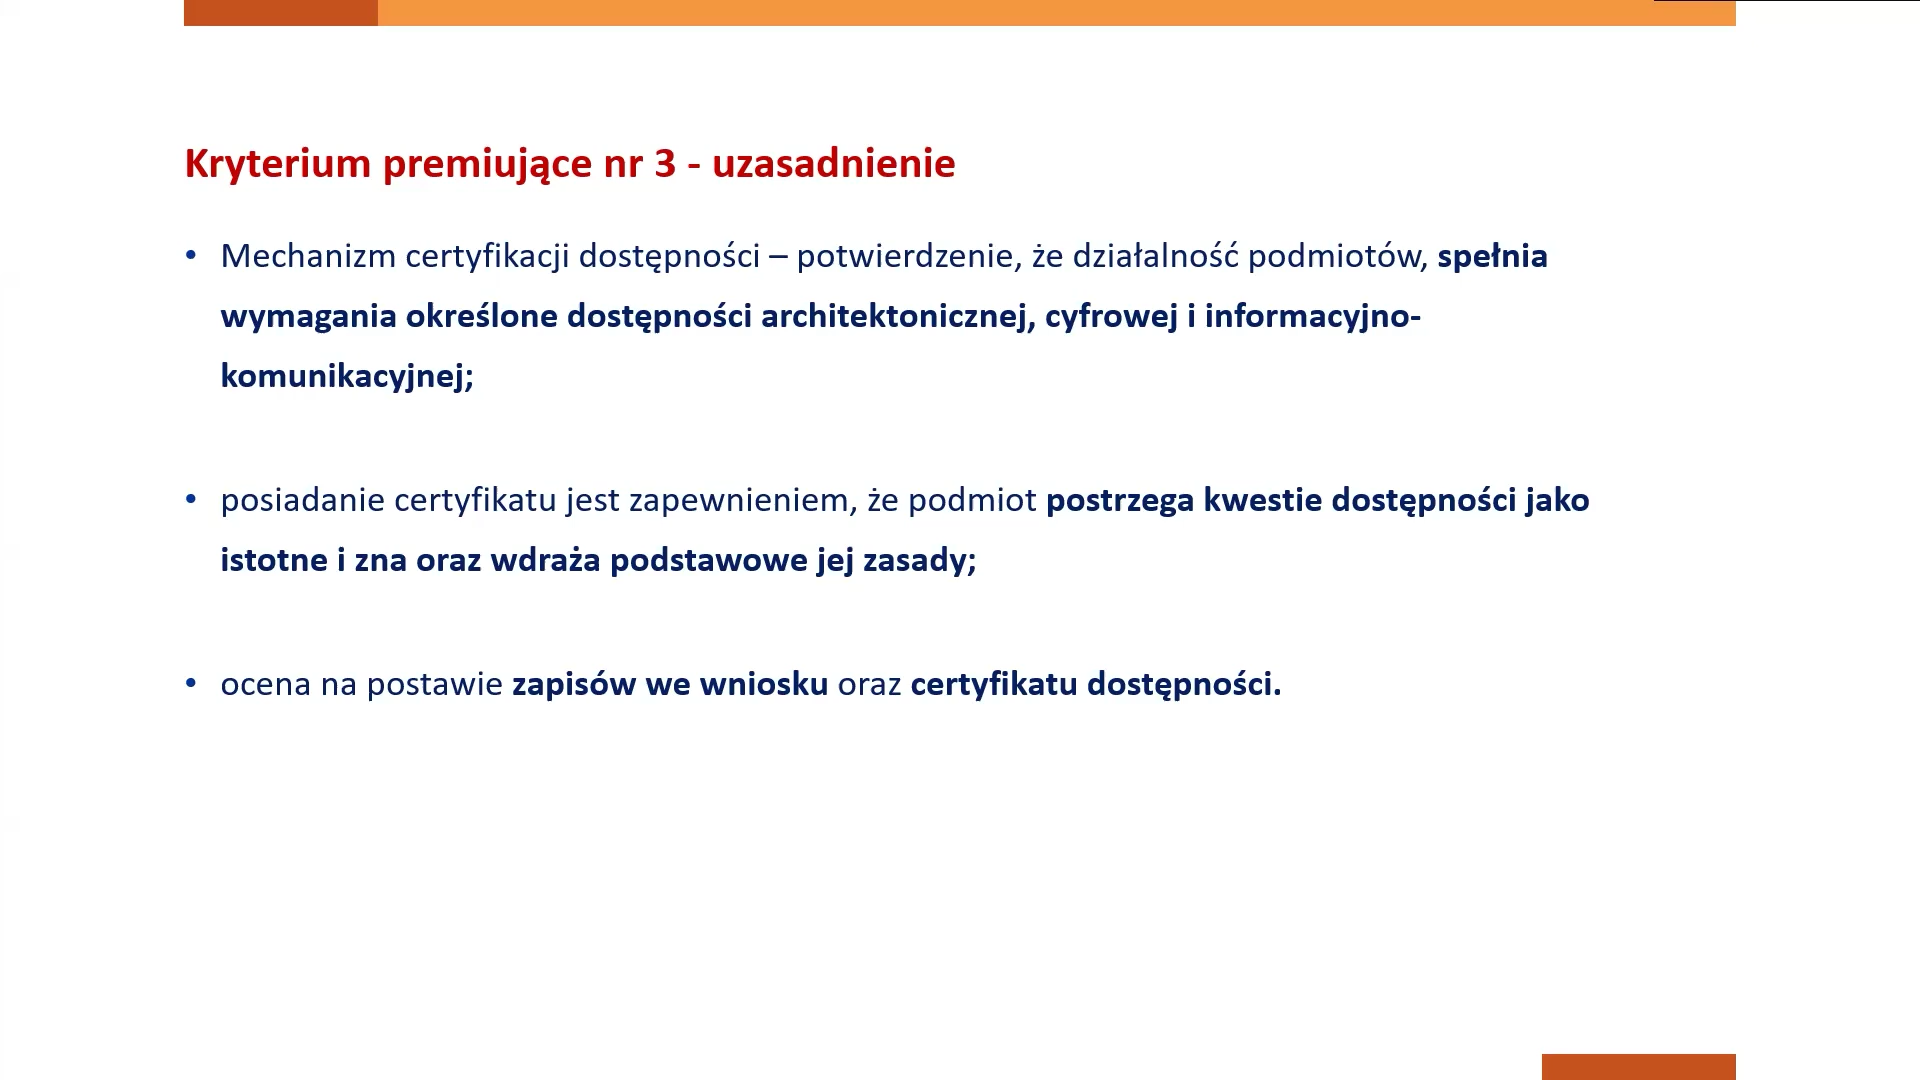 Kryterium premiujące nr 3 - uzasadnienie
• Mechanizm certyfikacji dostępności – potwierdzenie, że działalność podmiotów, spełnia
wymagania określone dostępności architektonicznej, cyfrowej i informacyjno-
komunikacyjnej;
• posiadanie certyfikatu jest zapewnieniem, że podmiot postrzega kwestie dostępności jako
istotne i zna oraz wdraża podstawowe jej zasady;
• ocena na postawie zapisów we wniosku oraz certyfikatu dostępności.